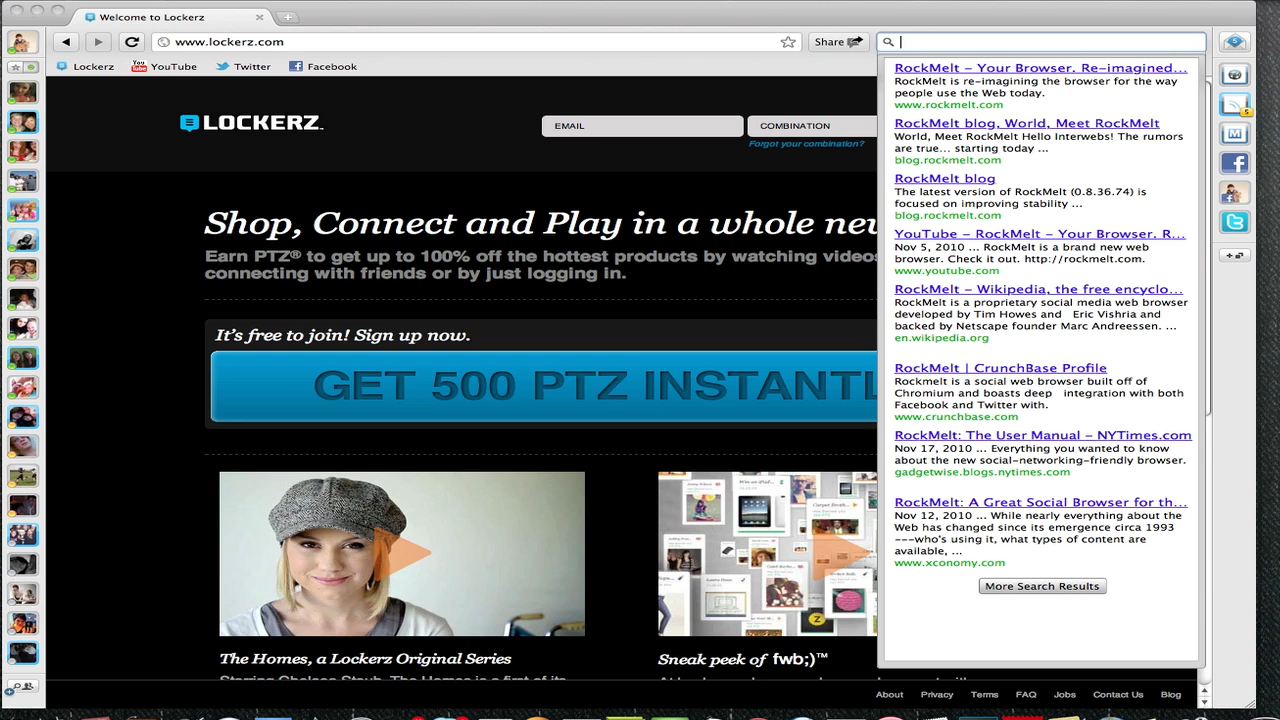 Welcome to Lockerz
www.lockerz.com
Share
Lockerz
YouTube
Twitter
Facebook
LOCKERZ
EMAIL
COMBINATION
Forgot your combination?
Shop, Connect and Play in a whole new
Earn PTZ® to get up to 100% off the hottest products by watching videos
connecting with friends or by just logging in.
It's free to join! Sign up now.
GET 500 PTZ INSTANTL
The Homes, a Lockerz Original Series
Sneak peek of fwb;)™
RockMelt – Your Browser. Re-imagined...
RockMelt is re-imagining the browser for the way
people use the Web today.
www.rockmelt.com
RockMelt blog, World, Meet RockMelt
World, Meet RockMelt Hello Interwebs! The rumors
are true... starting today ...
blog.rockmelt.com
RockMelt blog
The latest version of RockMelt (0.8.36.74) is
focused on improving stability ...
blog.rockmelt.com
YouTube – RockMelt – Your Browser. R...
Nov 5, 2010 ... RockMelt is a brand new web
browser. Check it out. http://rockmelt.com.
www.youtube.com
RockMelt – Wikipedia, the free encyclo...
RockMelt is a proprietary social media web browser
developed by Tim Howes and Eric Vishria and
backed by Netscape founder Marc Andreessen. ...
en.wikipedia.org
RockMelt | CrunchBase Profile
Rockmelt is a social web browser built off of
Chromium and boasts deep integration with both
Facebook and Twitter with.
www.crunchbase.com
RockMelt: The User Manual – NYTimes.com
Nov 17, 2010 ... Everything you wanted to know
about the new social-networking-friendly browser.
gadgetwise.blogs.nytimes.com
RockMelt: A Great Social Browser for th...
Nov 12, 2010 ... While nearly everything about the
Web has changed since its emergence circa 1993
---who's using it, what types of content are
available, ...
www.xconomy.com
More Search Results
About
Privacy
Terms
FAQ
Jobs
Contact Us
Blog